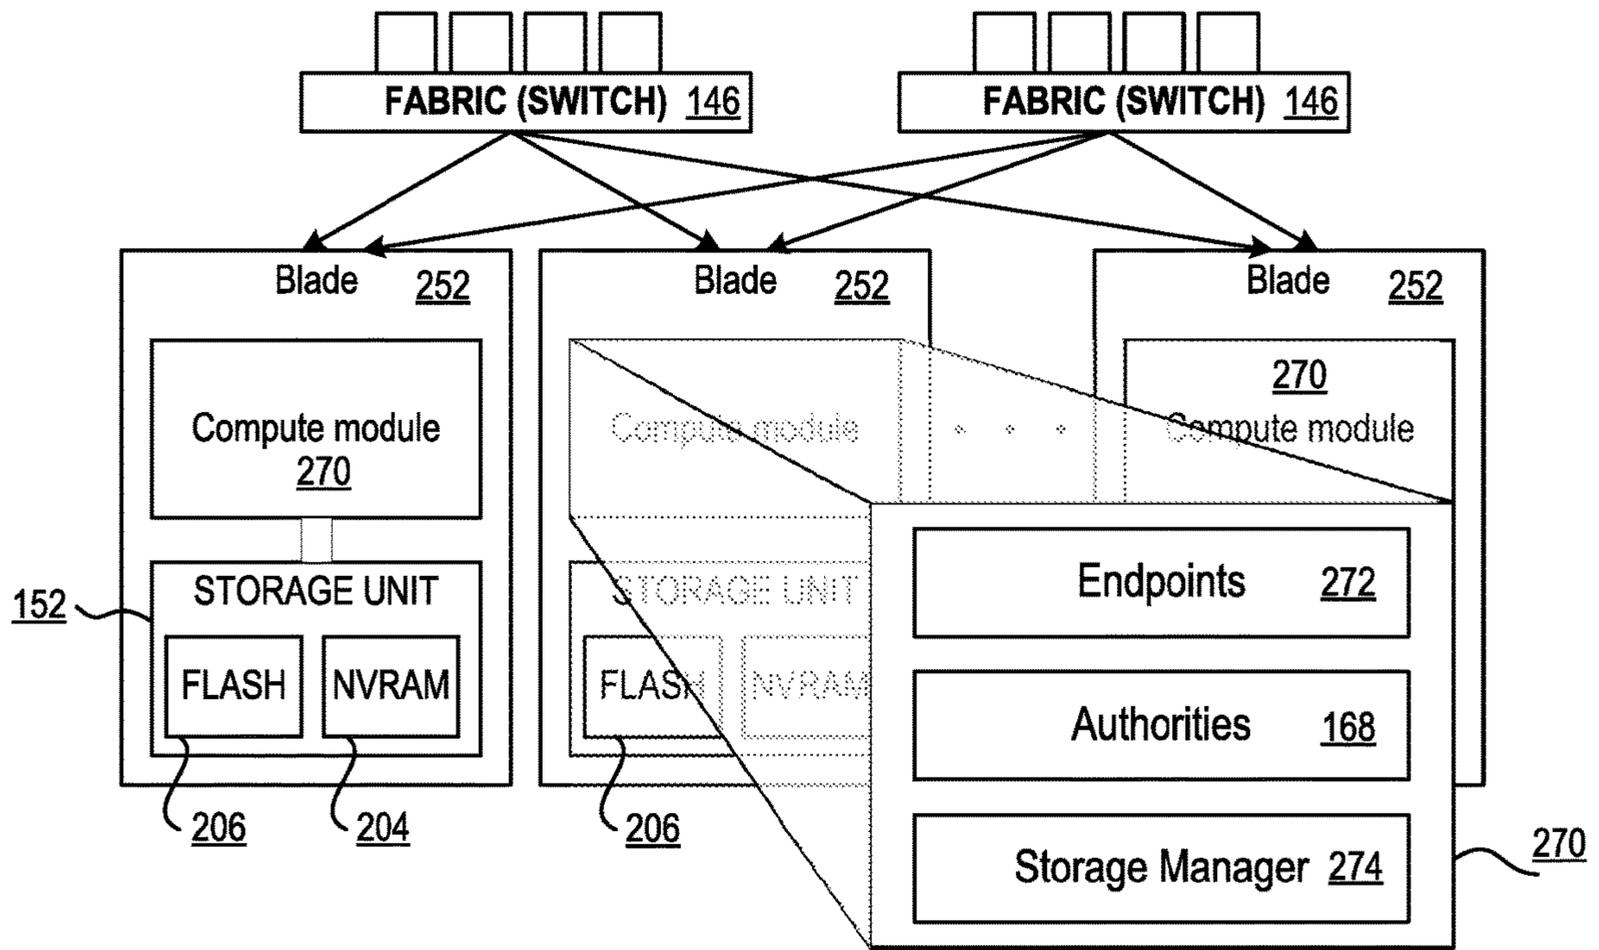 FABRIC (SWITCH) 146
FABRIC (SWITCH) 146
Blade 252
Blade 252
Blade 252
Compute module
270
Compute module
270
Compute module
STORAGE UNIT
152
FLASH
NVRAM
206
204
STORAGE UNIT
FLASH
NVRAM
206
Endpoints 272
Authorities 168
Storage Manager 274
270